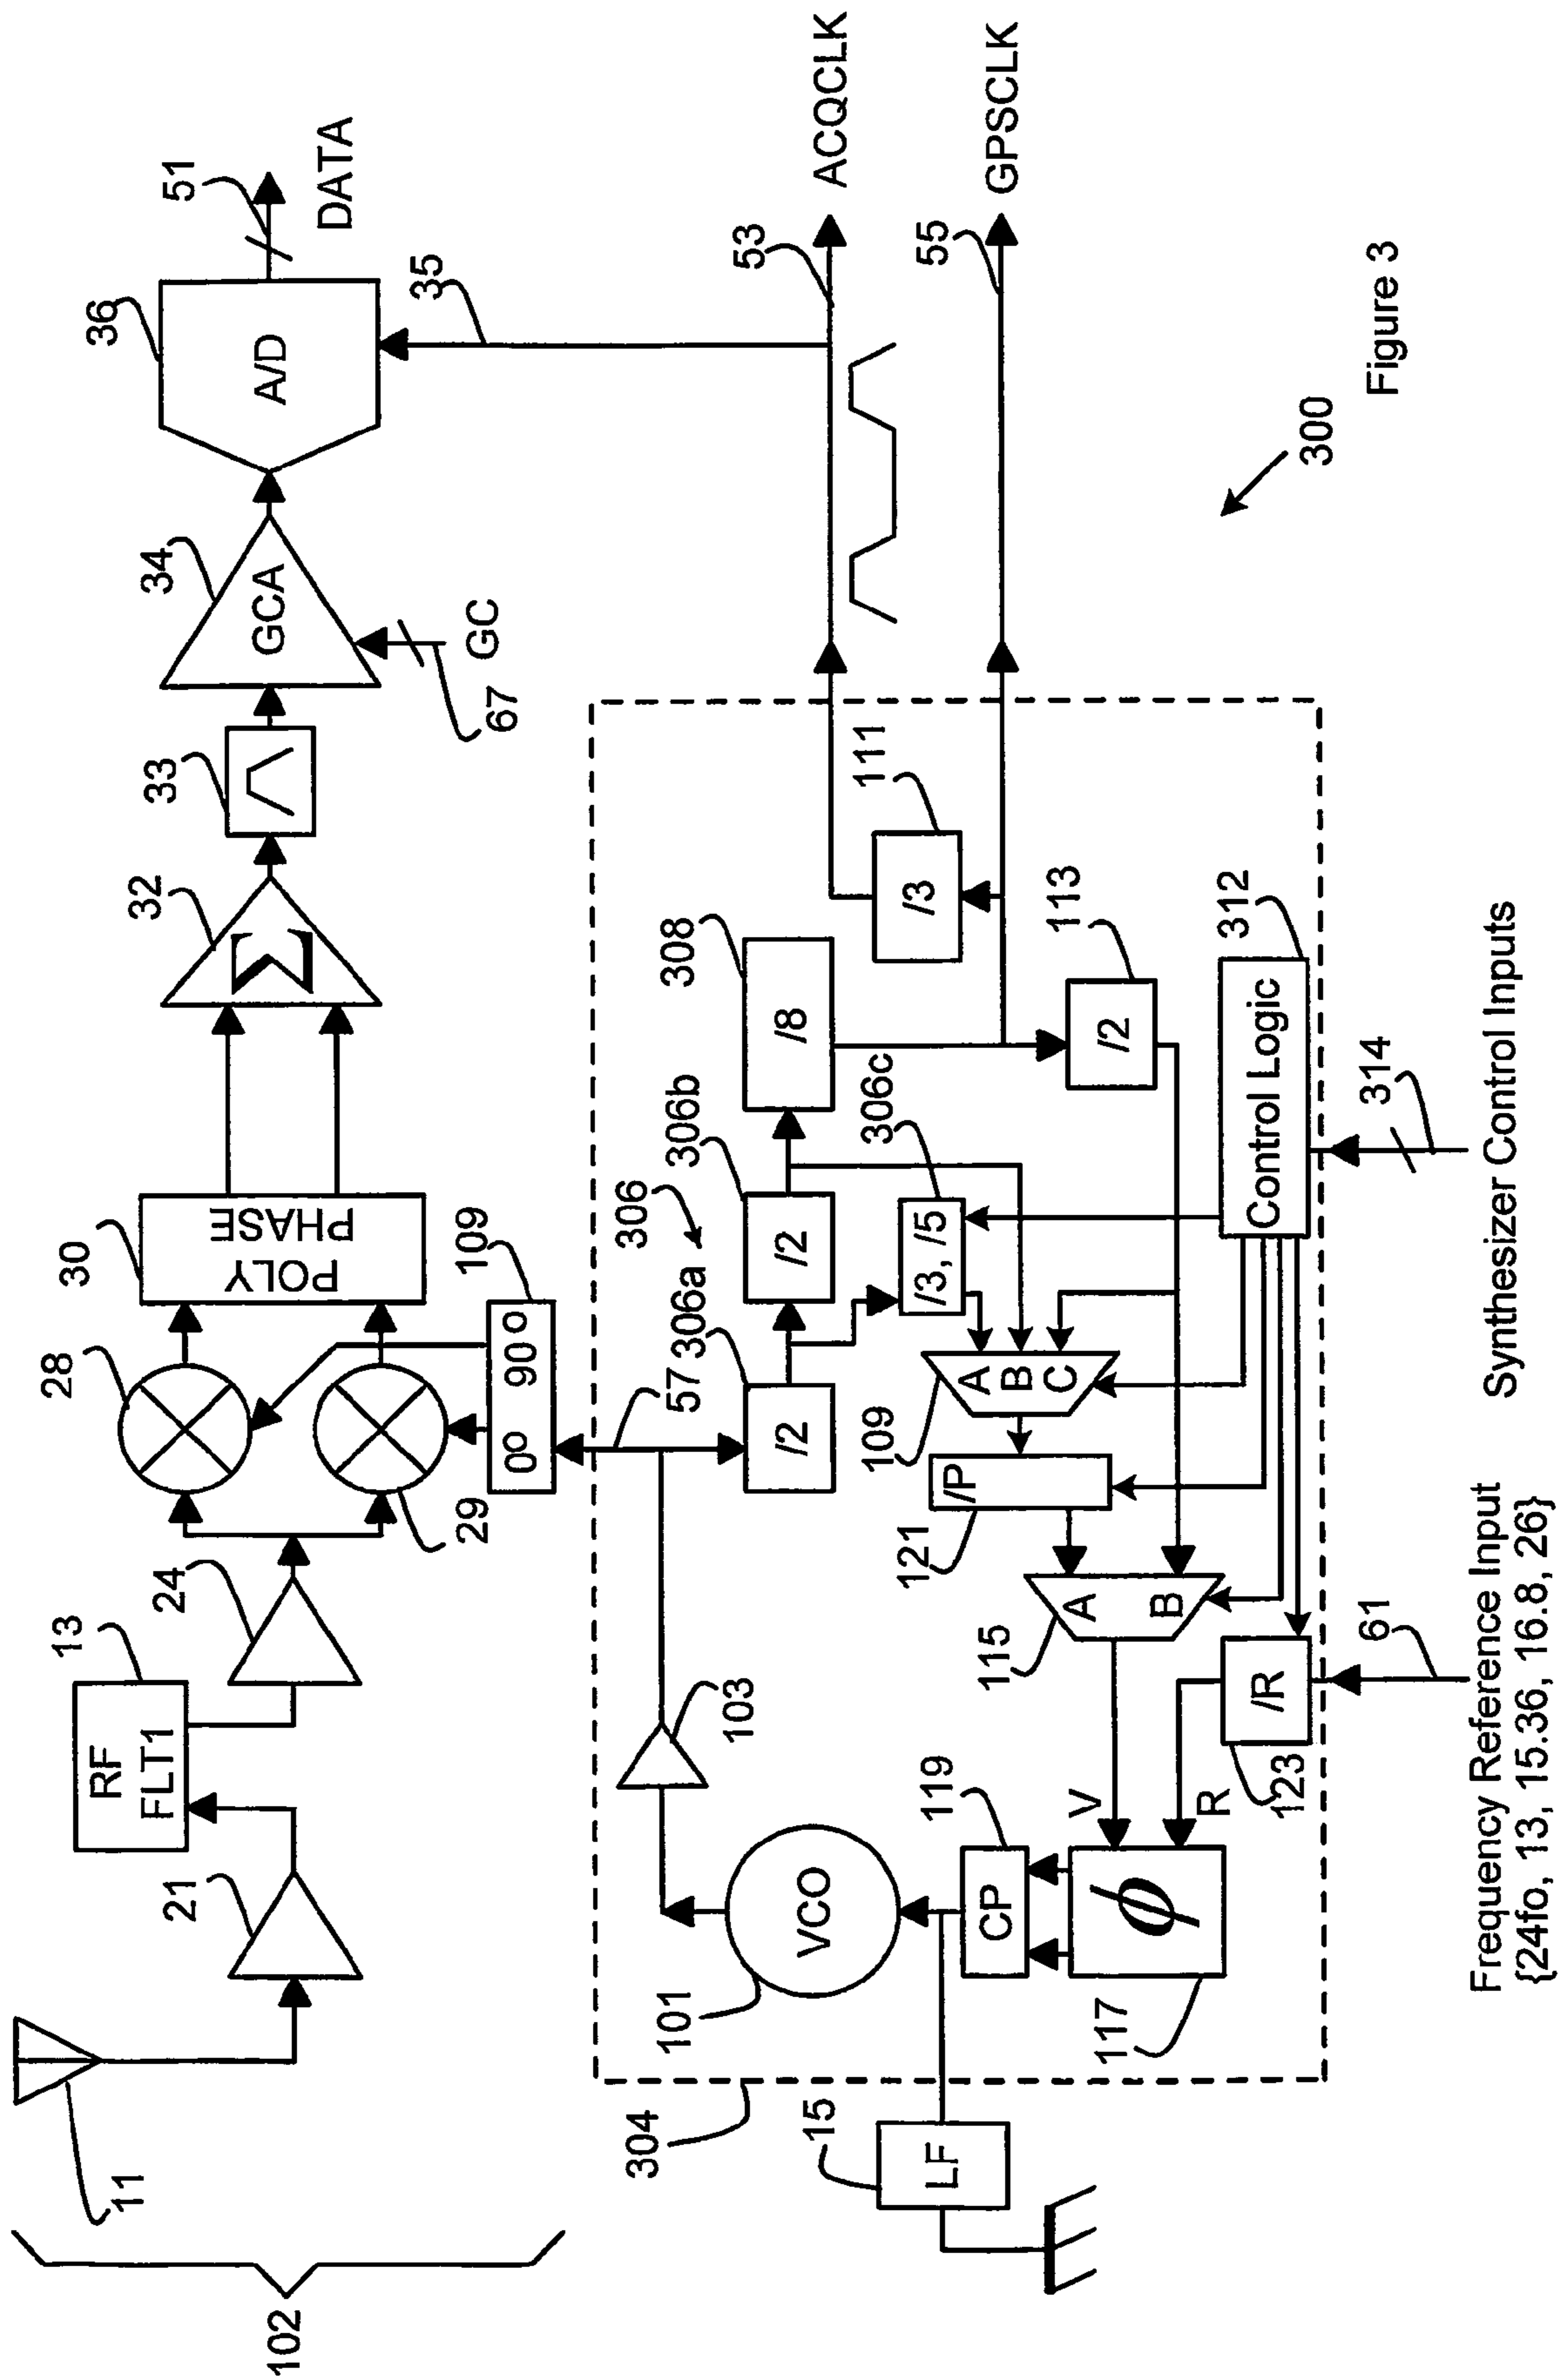 11
21
RF
FLT1
13
24
28
29
30
POLY
PHASE
32
Σ
33
34
GCA
67
GC
36
A/D
51
DATA
35
102
109
0º 90 º
57
306a
/2
306
306b
/2
308
/8
306c
/3, /5
111
/3
53
ACQCLK
55
GPSCLK
113
/2
103
101
VCO
109
A
B
C
/P
121
115
A
B
119
CP
V
R
117
ϕ
123
/R
312
Control Logic
304
15
LF
61
314
Frequency Reference Input
{24fo, 13, 15.36, 16.8, 26}
Synthesizer Control Inputs
300
Figure 3